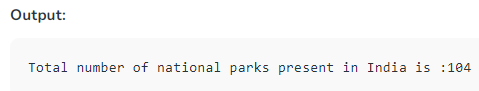 Output:
Total number of national parks present in India is :104